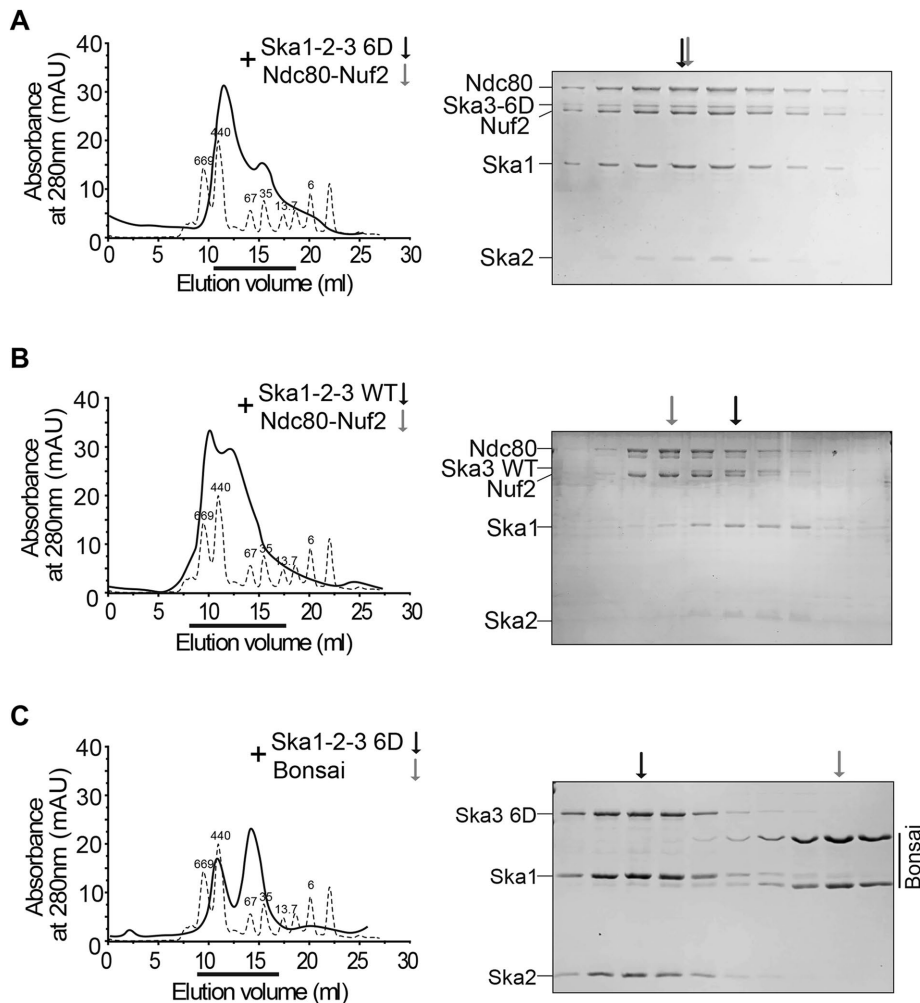 A
Absorbance
at 280nm (mAU)
40
30
20
10
0
0 5 10 15 20 25 30
Elution volume (ml)
669
440
67
35
13.7
6
+ Ska1-2-3 6D
Ndc80-Nuf2
Ndc80
Ska3-6D
Nuf2
Ska1
Ska2
B
Absorbance
at 280nm (mAU)
40
30
20
10
0
0 5 10 15 20 25 30
Elution volume (ml)
669
440
67
35
13.7
6
+ Ska1-2-3 WT
Ndc80-Nuf2
Ndc80
Ska3 WT
Nuf2
Ska1
Ska2
C
Absorbance
at 280nm (mAU)
40
30
20
10
0
0 5 10 15 20 25 30
Elution volume (ml)
669
440
67
35
13.7
6
+ Ska1-2-3 6D
Bonsai
Ska3 6D
Ska1
Ska2
Bonsai